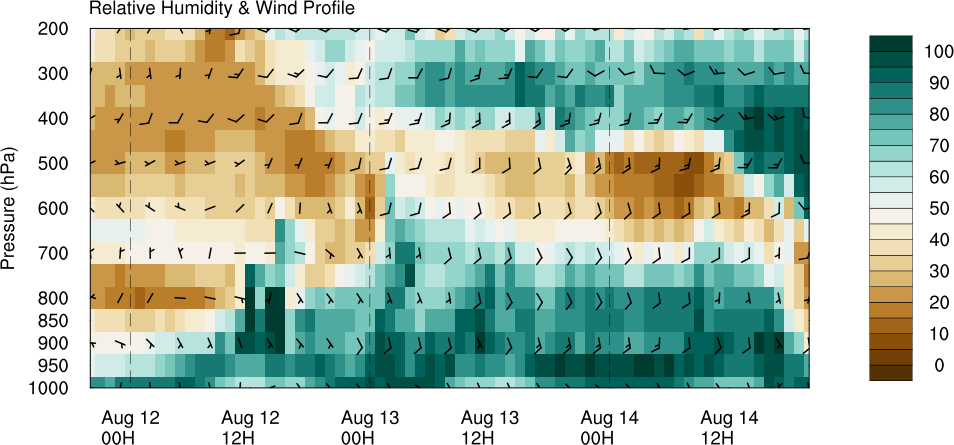 Relative Humidity & Wind Profile
Pressure (hPa)
200
300
400
500
600
700
800
850
900
950
1000
Aug 12
00H
Aug 12
12H
Aug 13
00H
Aug 13
12H
Aug 14
00H
Aug 14
12H
100
90
80
70
60
50
40
30
20
10
0